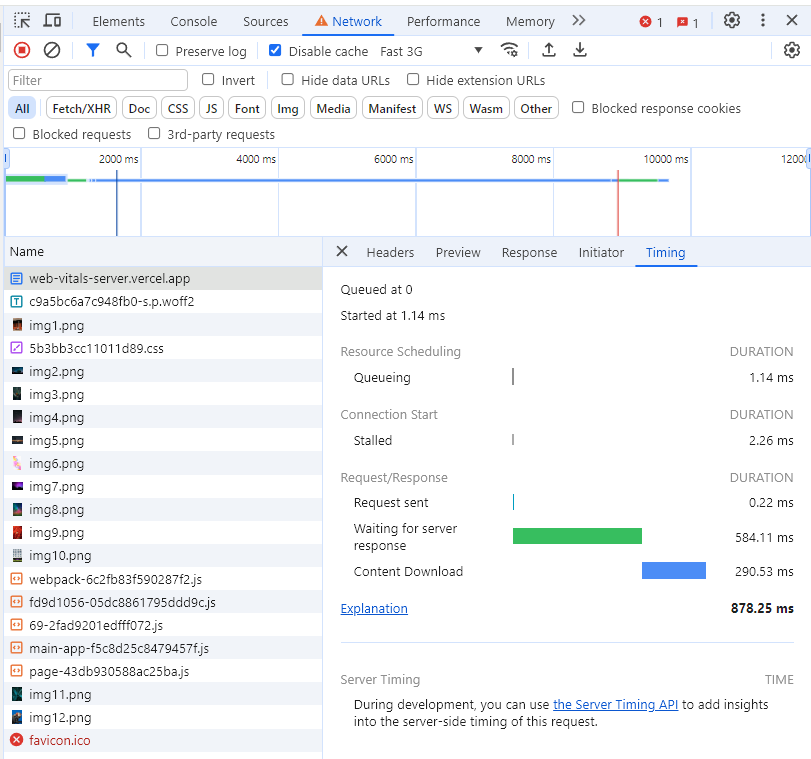 Elements Console Sources Network Performance Memory 1 1
Preserve log Disable cache Fast 3G
Filter Invert Hide data URLs Hide extension URLs
All Fetch/XHR Doc CSS JS Font Img Media Manifest WS Wasm Other Blocked response cookies
Blocked requests 3rd-party requests
2000 ms 4000 ms 6000 ms 8000 ms 10000 ms 12000
Name
web-vitals-server.vercel.app
c9a5bc6a7c948fb0-s.p.woff2
img1.png
5b3bb3cc11011d89.css
img2.png
img3.png
img4.png
img5.png
img6.png
img7.png
img8.png
img9.png
img10.png
webpack-6c2fb83f590287f2.js
fd9d1056-05dc8861795ddd9c.js
69-2fad9201edfff072.js
main-app-f5c8d25c8479457f.js
page-43db930588ac25ba.js
img11.png
img12.png
favicon.ico
Headers Preview Response Initiator Timing
Queued at 0
Started at 1.14 ms
Resource Scheduling DURATION
Queueing 1.14 ms
Connection Start DURATION
Stalled 2.26 ms
Request/Response DURATION
Request sent 0.22 ms
Waiting for server
response 584.11 ms
Content Download 290.53 ms
Explanation 878.25 ms
Server Timing TIME
During development, you can use the Server Timing API to add insights
into the server-side timing of this request.